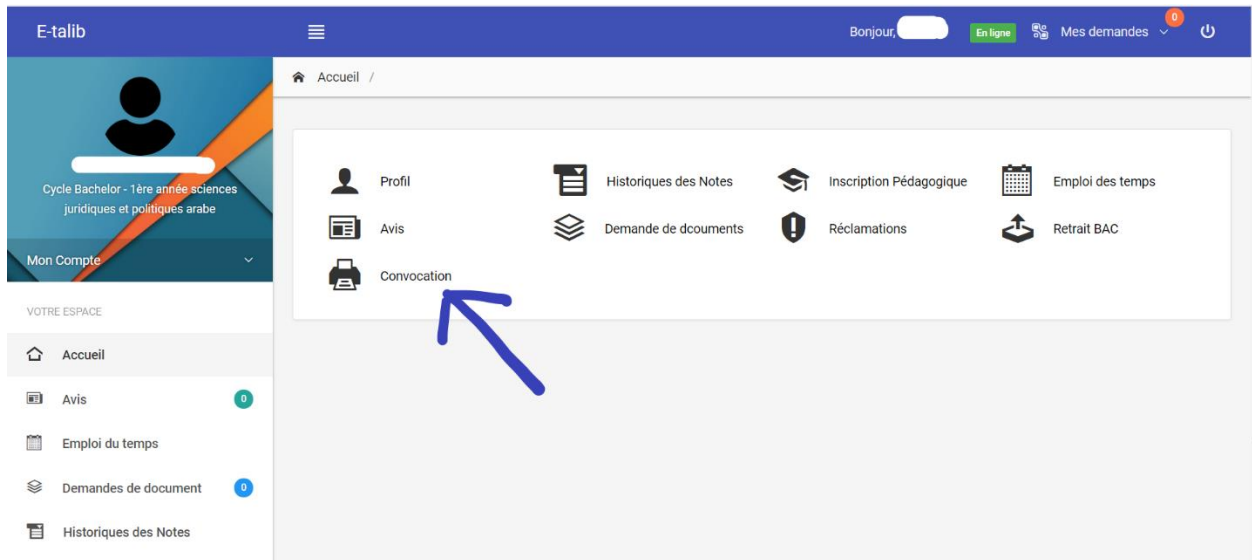 E-talib
Bonjour,
En ligne
Mes demandes
0
Accueil /
Cycle Bachelor - 1ère année sciences
juridiques et politiques arabe
Mon Compte
Profil
Historiques des Notes
Inscription Pédagogique
Emploi des temps
Avis
Demande de dcouments
Réclamations
Retrait BAC
Convocation
VOTRE ESPACE
Accueil
Avis
0
Emploi du temps
Demandes de document
0
Historiques des Notes